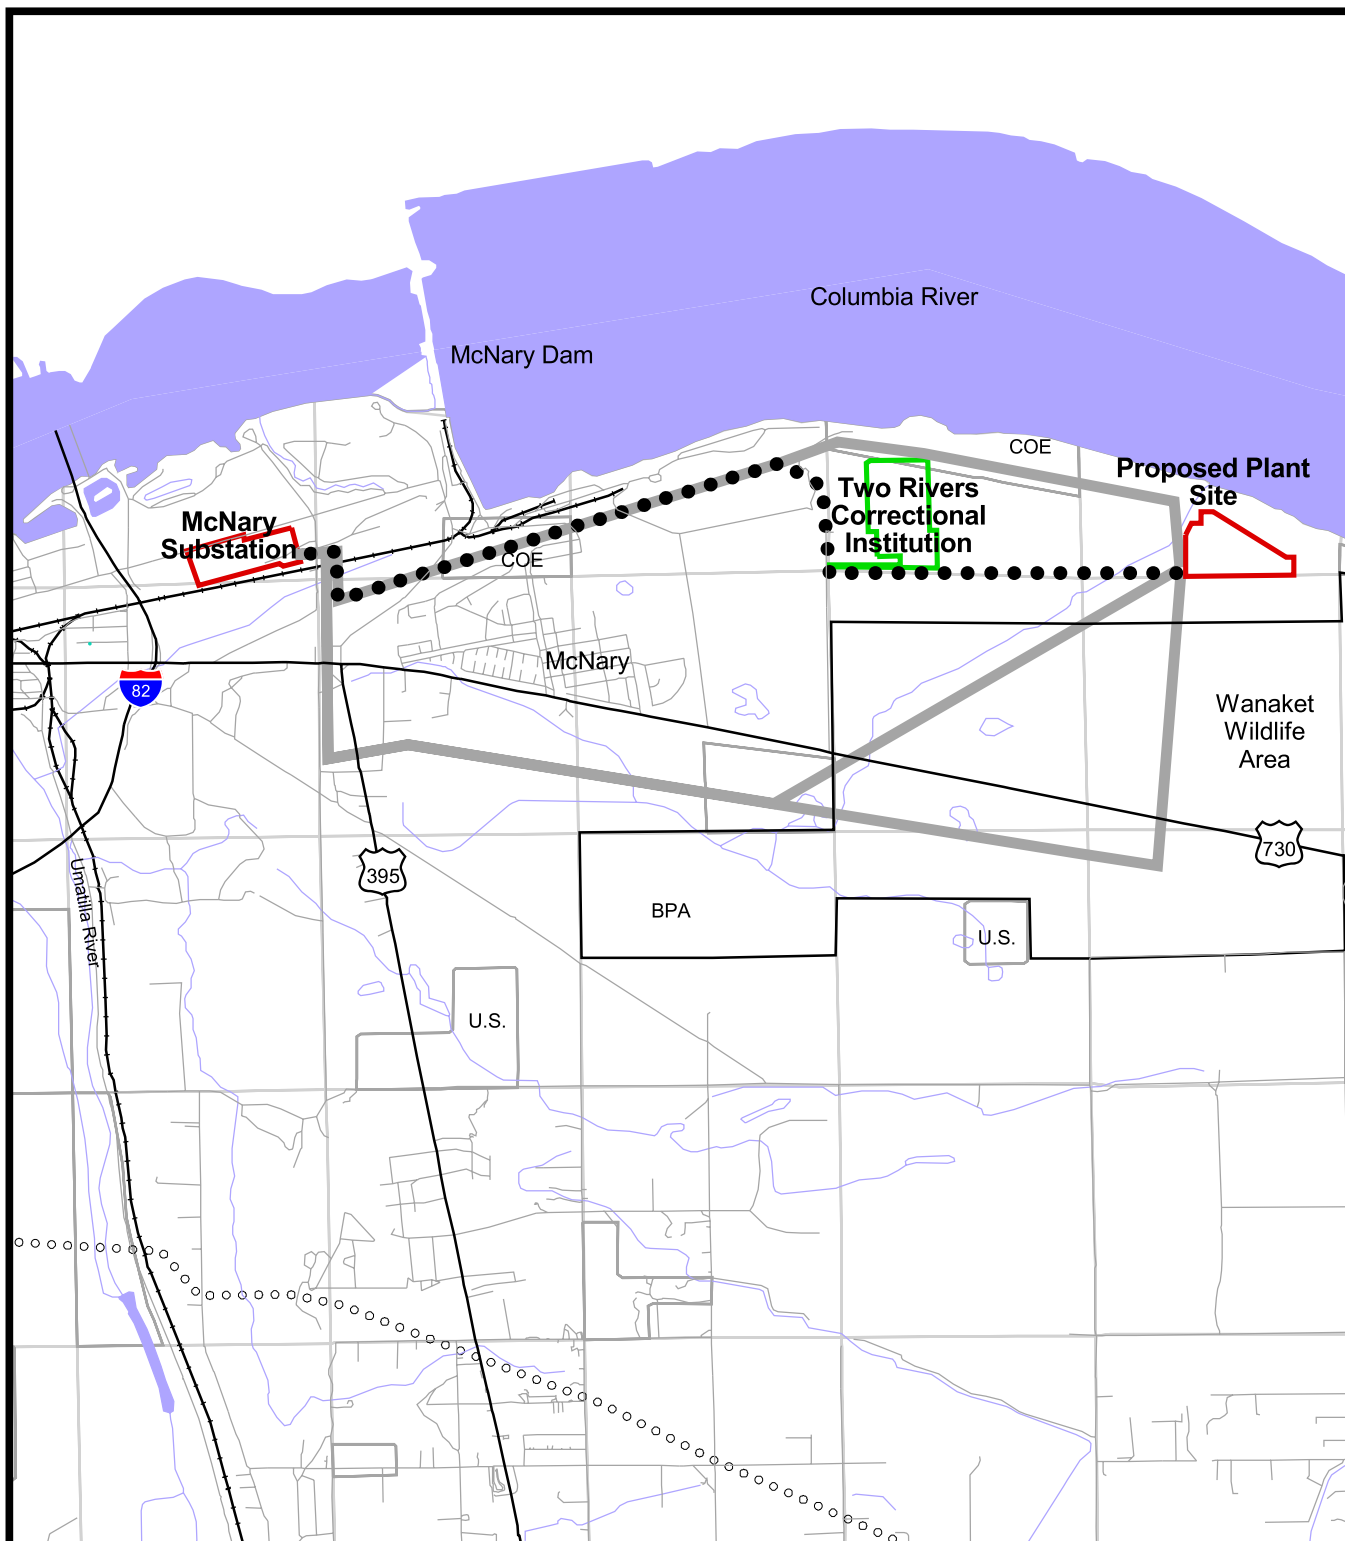 Columbia River
McNary Dam
COE
Proposed Plant
Site
Two Rivers
Correctional
Institution
McNary
Substation
COE
McNary
82
Wanaket
Wildlife
Area
730
395
Umatilla River
BPA
U.S.
U.S.